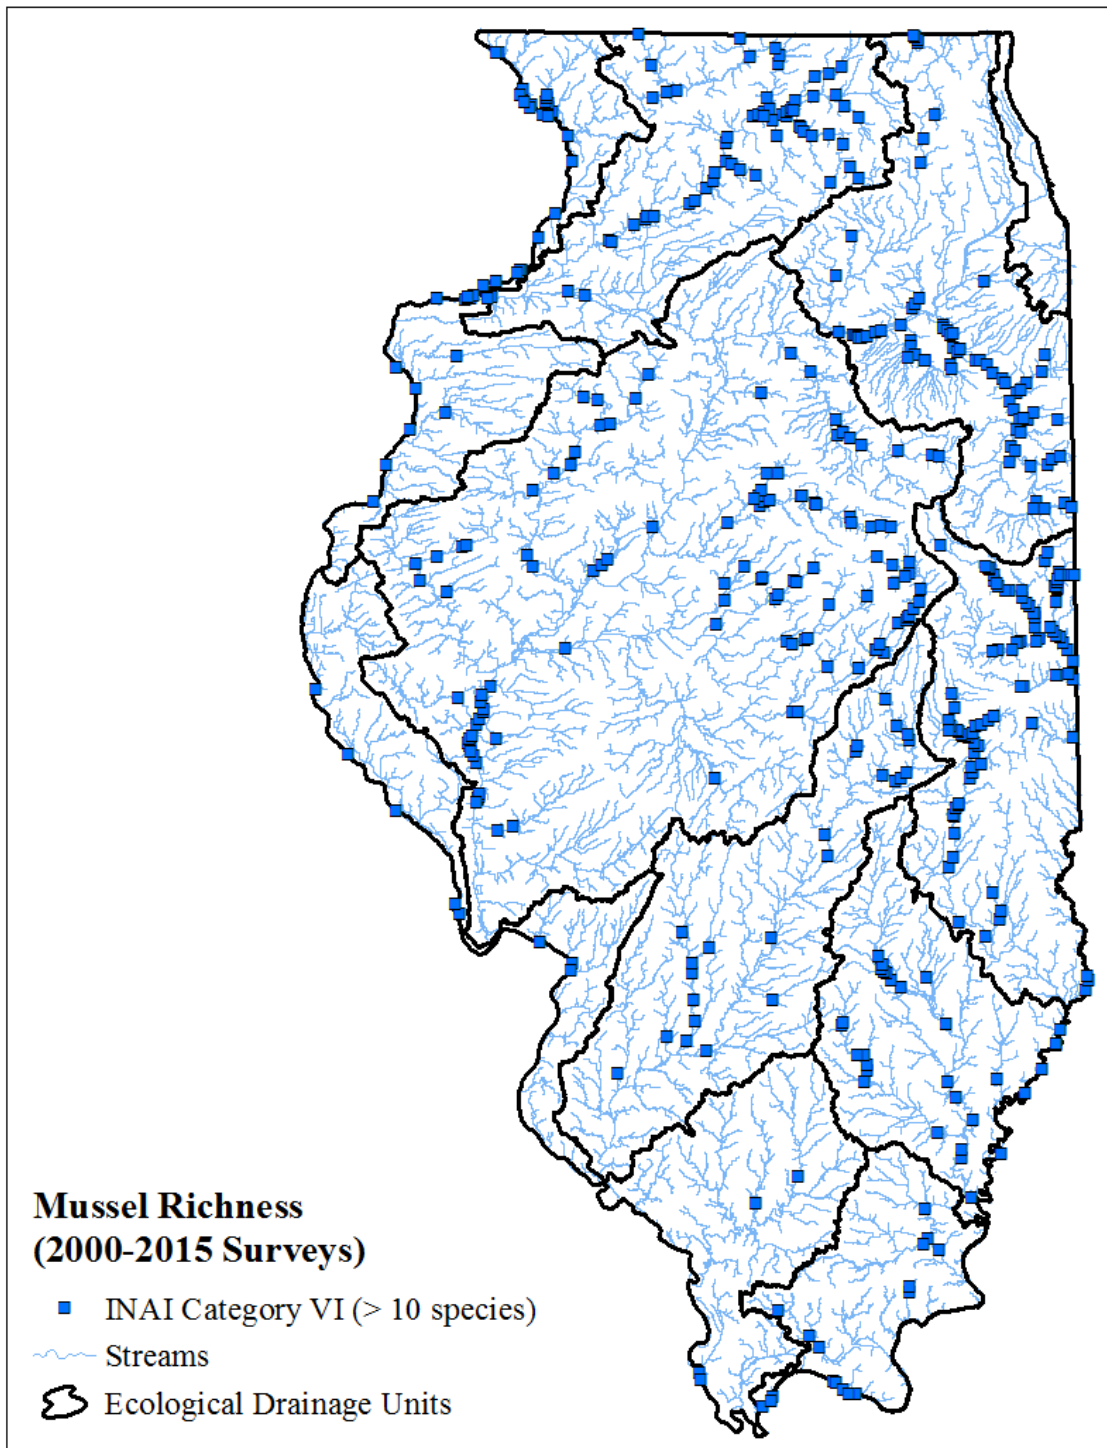 Mussel Richness
(2000-2015 Surveys)
INAI Category VI (> 10 species)
Streams
Ecological Drainage Units